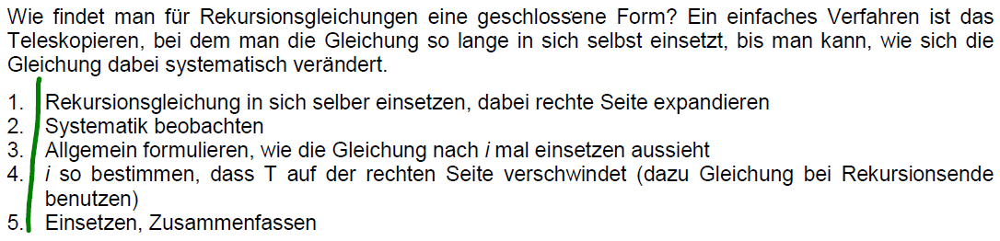 Wie findet man für Rekursionsgleichungen eine geschlossene Form? Ein einfaches Verfahren ist das
Teleskopieren, bei dem man die Gleichung so lange in sich selbst einsetzt, bis man kann, wie sich die
Gleichung dabei systematisch verändert.
1. Rekursionsgleichung in sich selber einsetzen, dabei rechte Seite expandieren
2. Systematik beobachten
3. Allgemein formulieren, wie die Gleichung nach i mal einsetzen aussieht
4. i so bestimmen, dass T auf der rechten Seite verschwindet (dazu Gleichung bei Rekursionsende
benutzen)
5. Einsetzen, Zusammenfassen